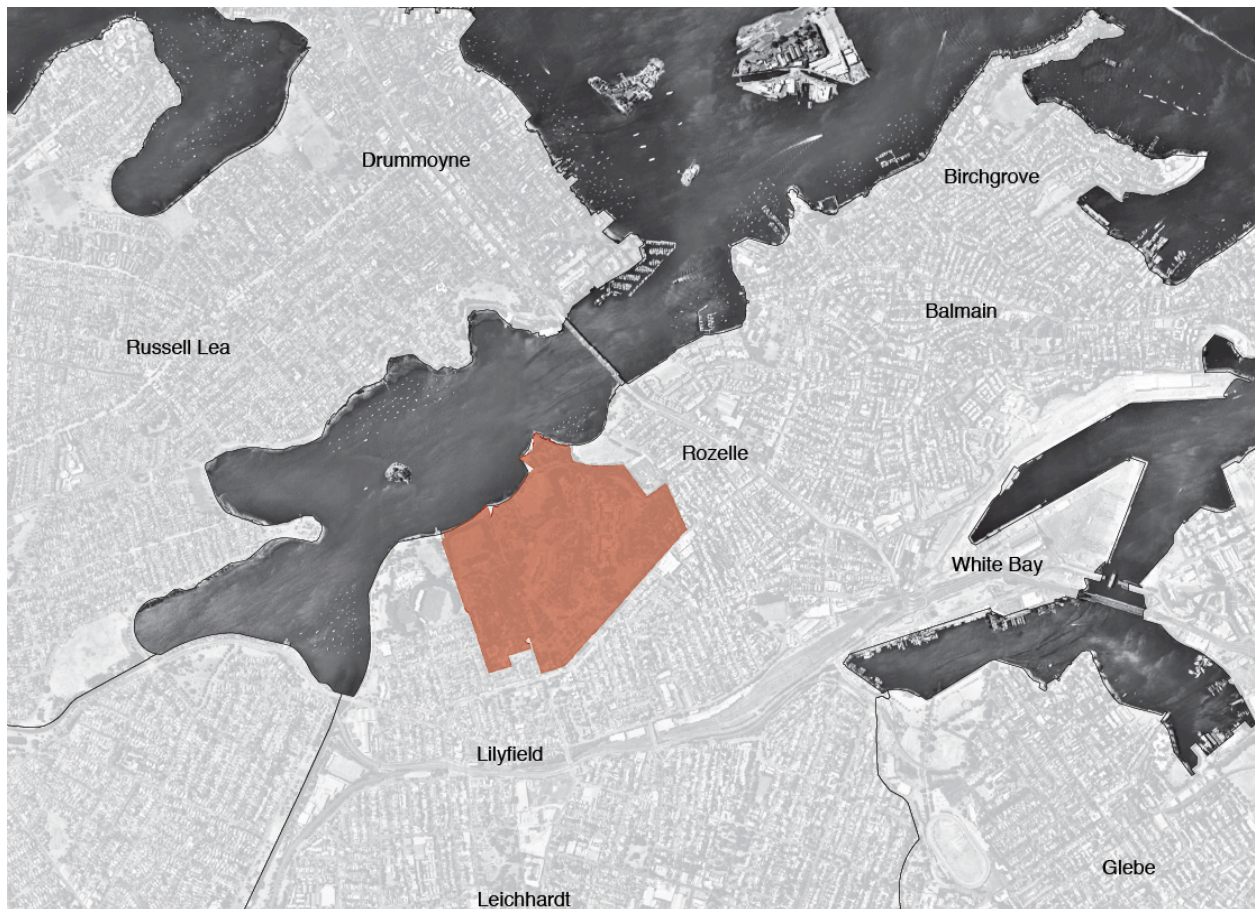 Drummoyne
Birchgrove
Balmain
Russell Lea
Rozelle
White Bay
Lilyfield
Glebe
Leichhardt